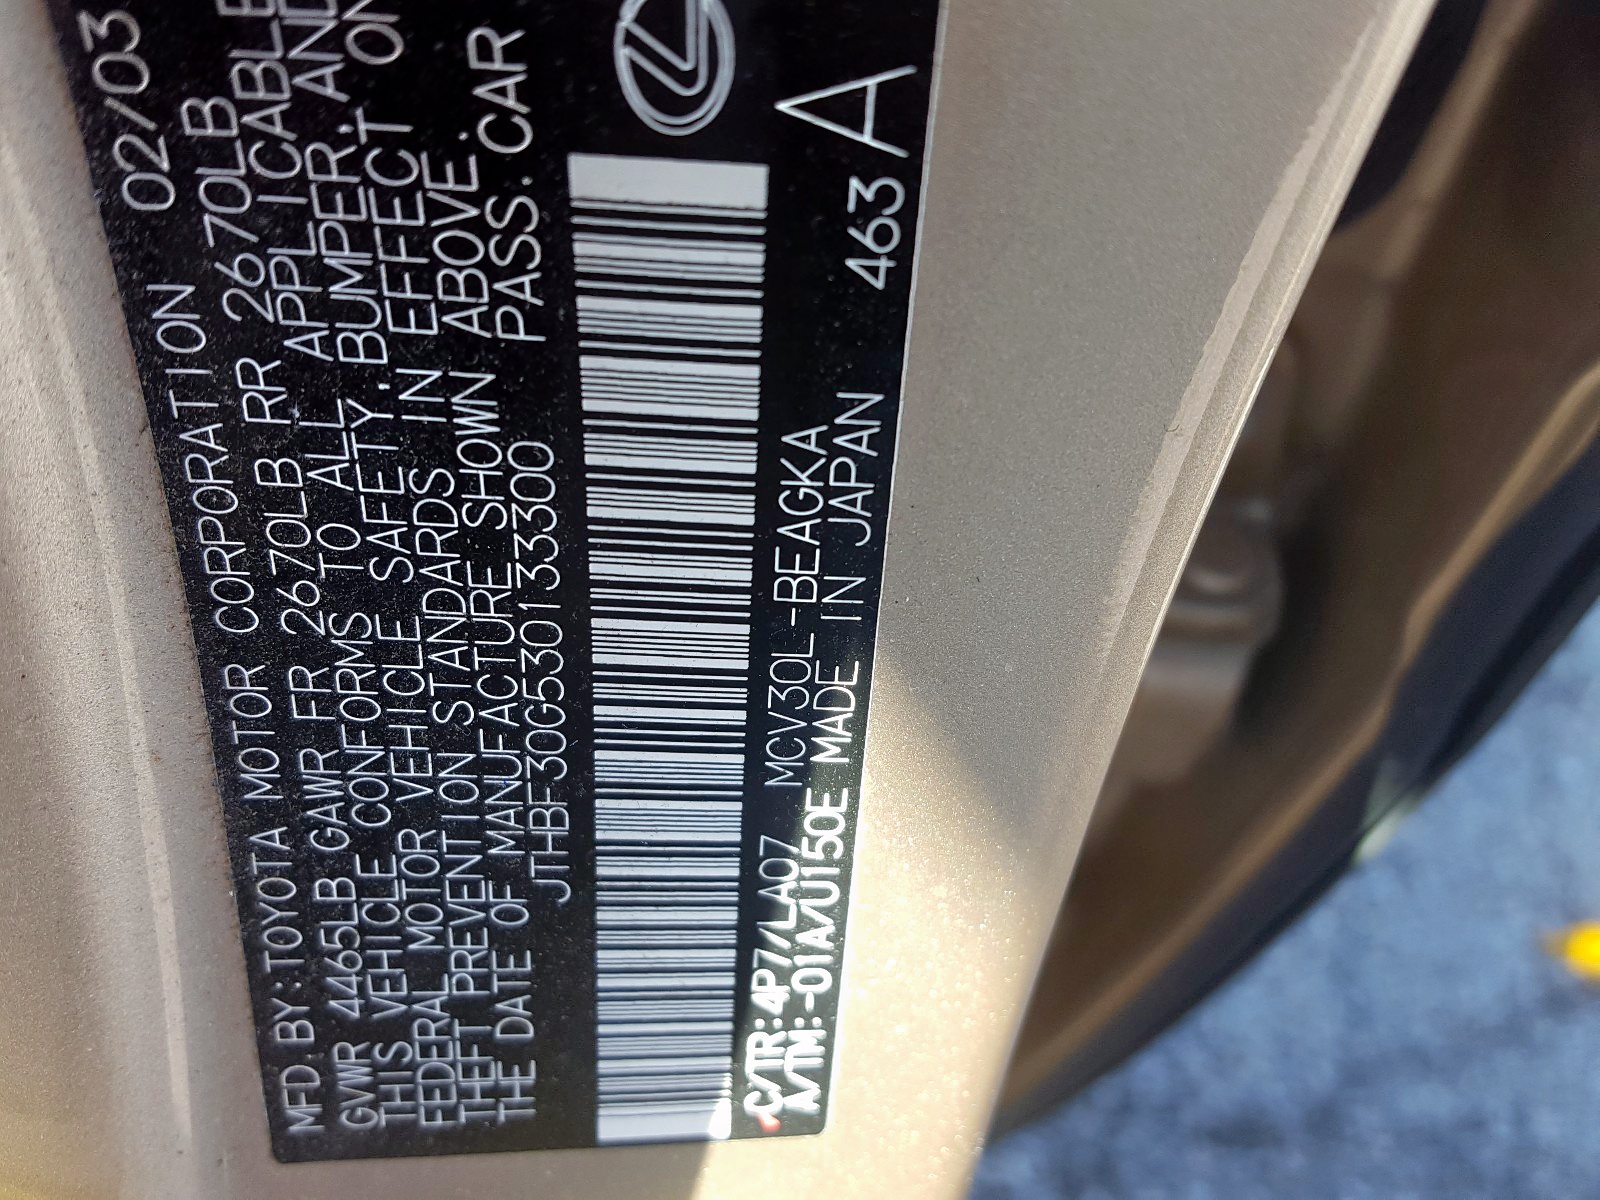 MFD. BY: TOYOTA MOTOR CORPORATION 02/03
GVWR 4465LB GAWR FR 2670LB RR 2670LB
THIS VEHICLE CONFORMS TO ALL APPLICABLE
FEDERAL MOTOR VEHICLE SAFETY, BUMPER, AND
THEFT PREVENTION STANDARDS IN EFFECT ON
THE DATE OF MANUFACTURE SHOWN ABOVE.
JTHBF30G530133300 PASS. CAR
C/TR: 4P7/LA07 MCV30L-BEAGKA
A/TM: -01A/U150E MADE IN JAPAN 463 A